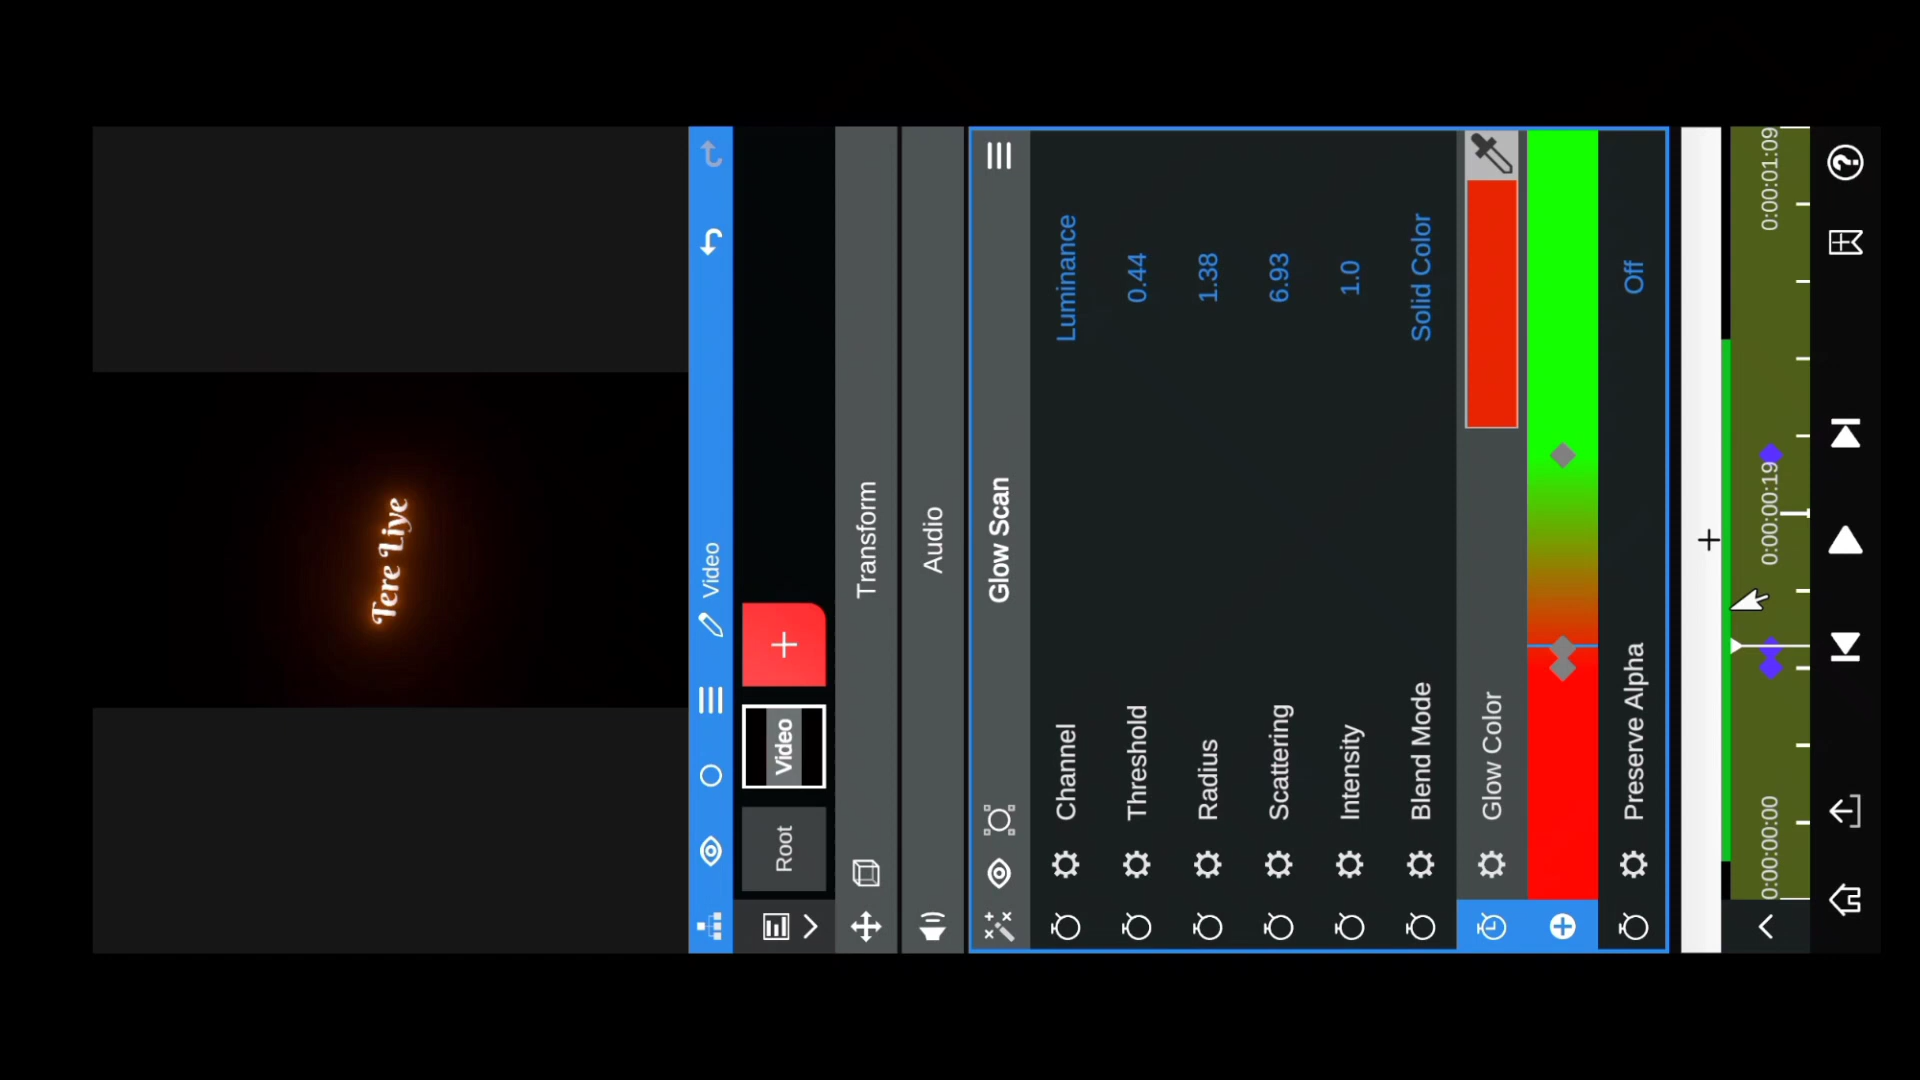 Tere Liye
Video
Root
Video
Transform
Audio
Glow Scan
Channel
Luminance
Threshold
0.44
Radius
1.38
Scattering
6.93
Intensity
1.0
Blend Mode
Solid Color
Glow Color
Preserve Alpha
Off
0:00:00:00
0:00:00:19
0:00:01:09